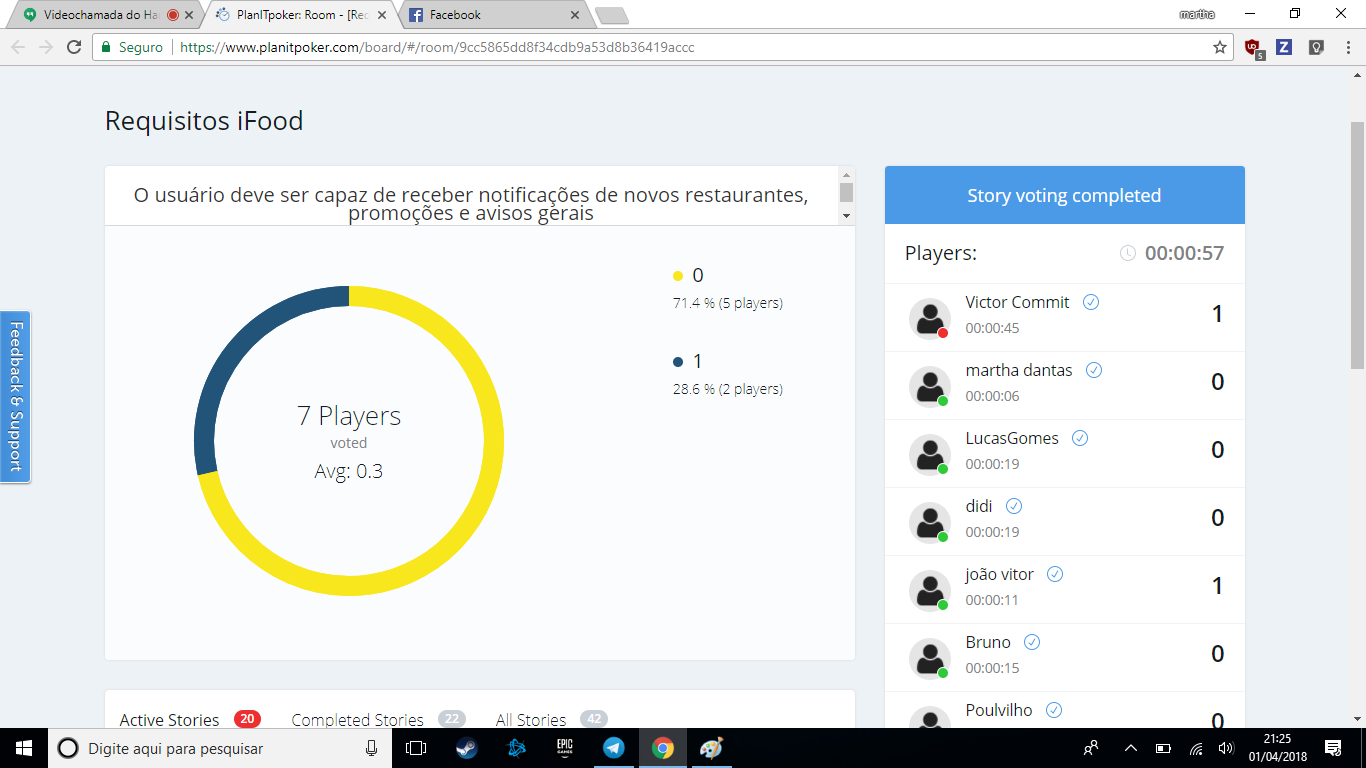 Videochamada do Ha
PlanITpoker: Room - [Req
Facebook
martha
Seguro
https://www.planitpoker.com/board/#/room/9cc5865dd8f34cdb9a53d8b36419accc
5
Z
Requisitos iFood
O usuário deve ser capaz de receber notificações de novos restaurantes,
promoções e avisos gerais
0
71.4 % (5 players)
1
28.6 % (2 players)
7 Players
voted
Avg: 0.3
Feedback & Support
Story voting completed
Players:
00:00:57
Victor Commit
00:00:45
1
martha dantas
00:00:06
0
LucasGomes
00:00:19
0
didi
00:00:19
0
joão vitor
00:00:11
1
Bruno
00:00:15
0
Poulvilho
0
Active Stories 20
Completed Stories 22
All Stories 42
Digite aqui para pesquisar
EPIC
GAMES
21:25
01/04/2018